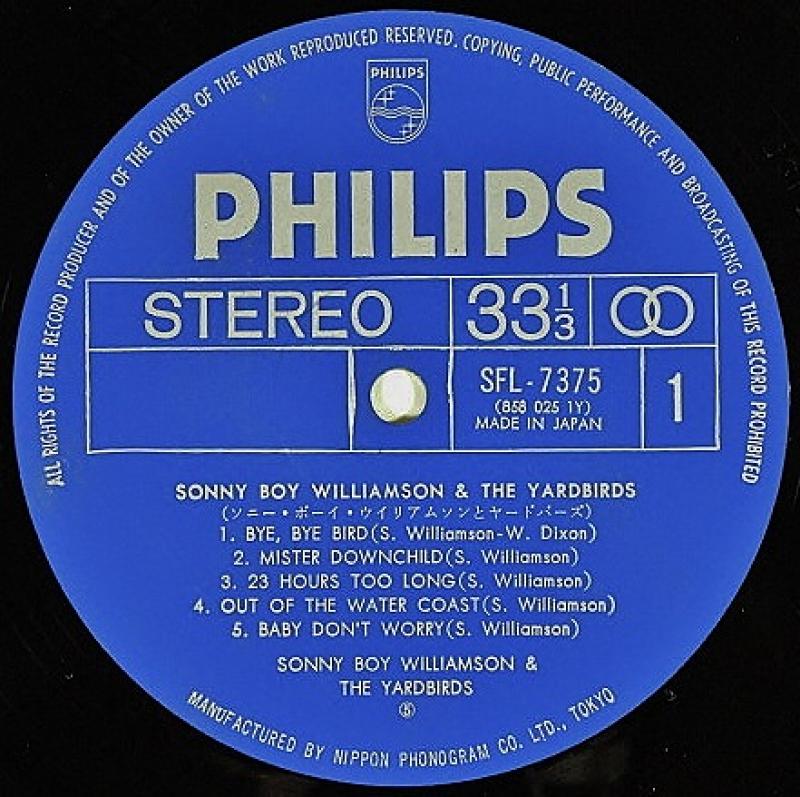 ALL RIGHTS OF THE RECORD PRODUCER AND OF THE OWNER OF THE WORK REPRODUCED RESERVED. COPYING, PUBLIC PERFORMANCE AND BROADCASTING OF THIS RECORD PROHIBITED
PHILIPS
PHILIPS
STEREO 33 1/3
SFL-7375
(858 025 1Y)
MADE IN JAPAN
1
SONNY BOY WILLIAMSON & THE YARDBIRDS
(ソニー・ボーイ・ウイリアムソンとヤードバーズ)
1. BYE, BYE BIRD(S. Williamson-W. Dixon)
2. MISTER DOWNCHILD(S. Williamson)
3. 23 HOURS TOO LONG(S. Williamson)
4. OUT OF THE WATER COAST(S. Williamson)
5. BABY DON'T WORRY(S. Williamson)
SONNY BOY WILLIAMSON &
THE YARDBIRDS
MANUFACTURED BY NIPPON PHONOGRAM CO. LTD., TOKYO